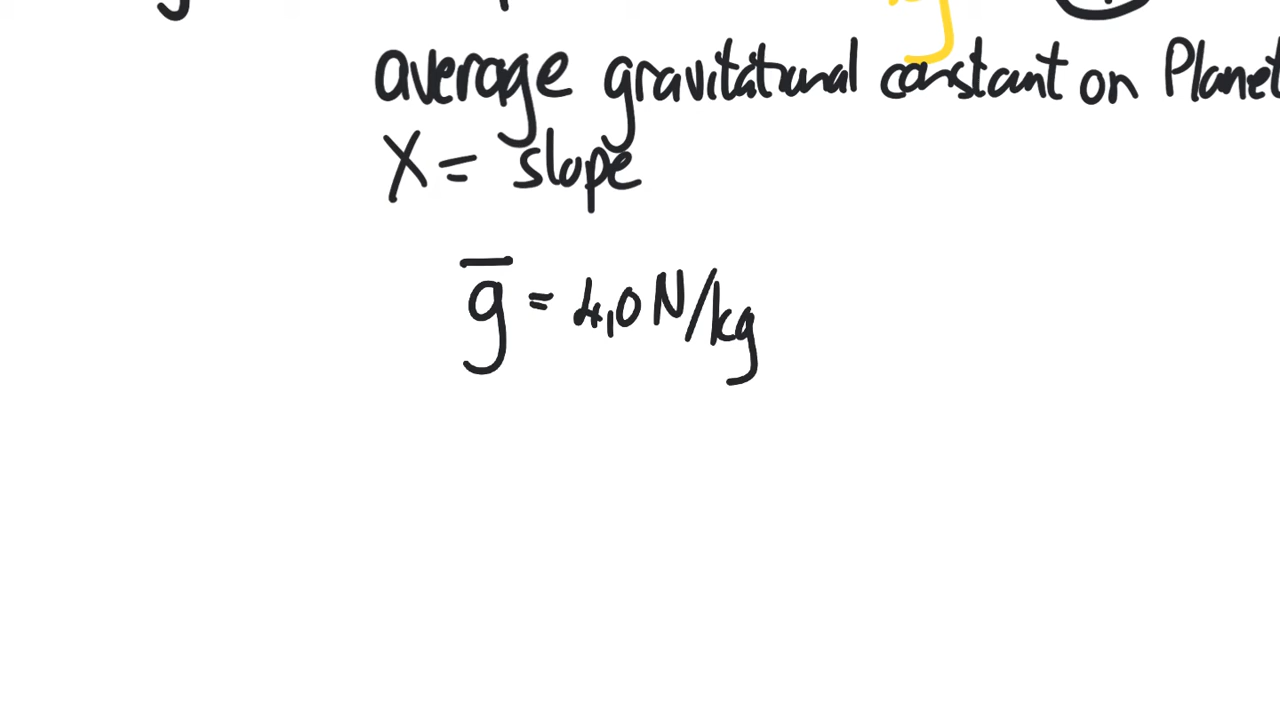 average gravitational constant on Planet
X = slope
g̅ = 4,0 N/kg